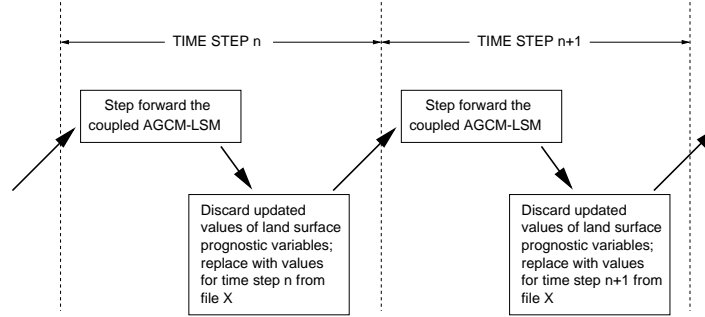 TIME STEP n
TIME STEP n+1
Step forward the
coupled AGCM-LSM
Step forward the
coupled AGCM-LSM
Discard updated
values of land surface
prognostic variables;
replace with values
for time step n from
file X
Discard updated
values of land surface
prognostic variables;
replace with values
for time step n+1 from
file X